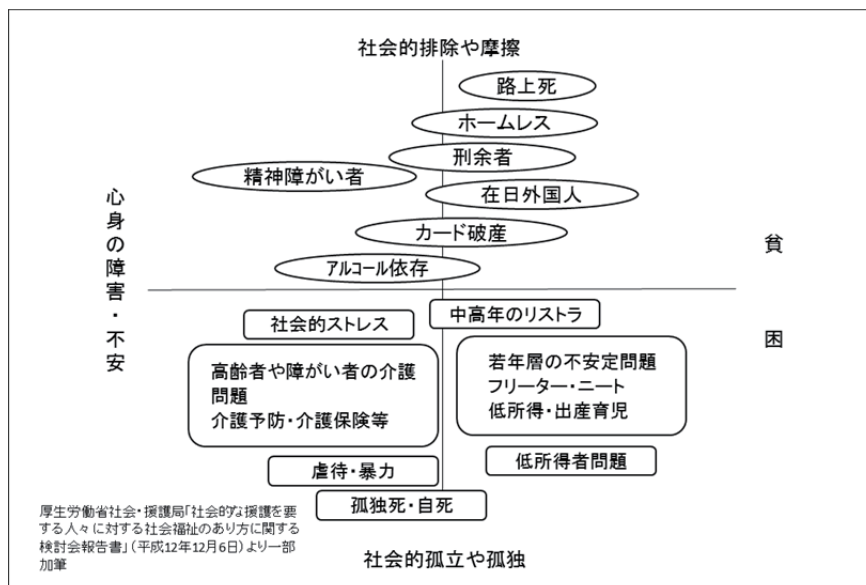 社会的排除や摩擦
路上死
ホームレス
刑余者
精神障がい者
在日外国人
カード破産
アルコール依存
心身の障害・不安
貧困
社会的ストレス
中高年のリストラ
高齢者や障がい者の介護
問題
介護予防・介護保険等
若年層の不安定問題
フリーター・ニート
低所得・出産育児
虐待・暴力
低所得者問題
孤独死・自死
厚生労働省社会・援護局「社会的な援護を要
する人々に対する社会福祉のあり方に関する
検討会報告書」（平成12年12月6日）より一部
加筆
社会的孤立や孤独